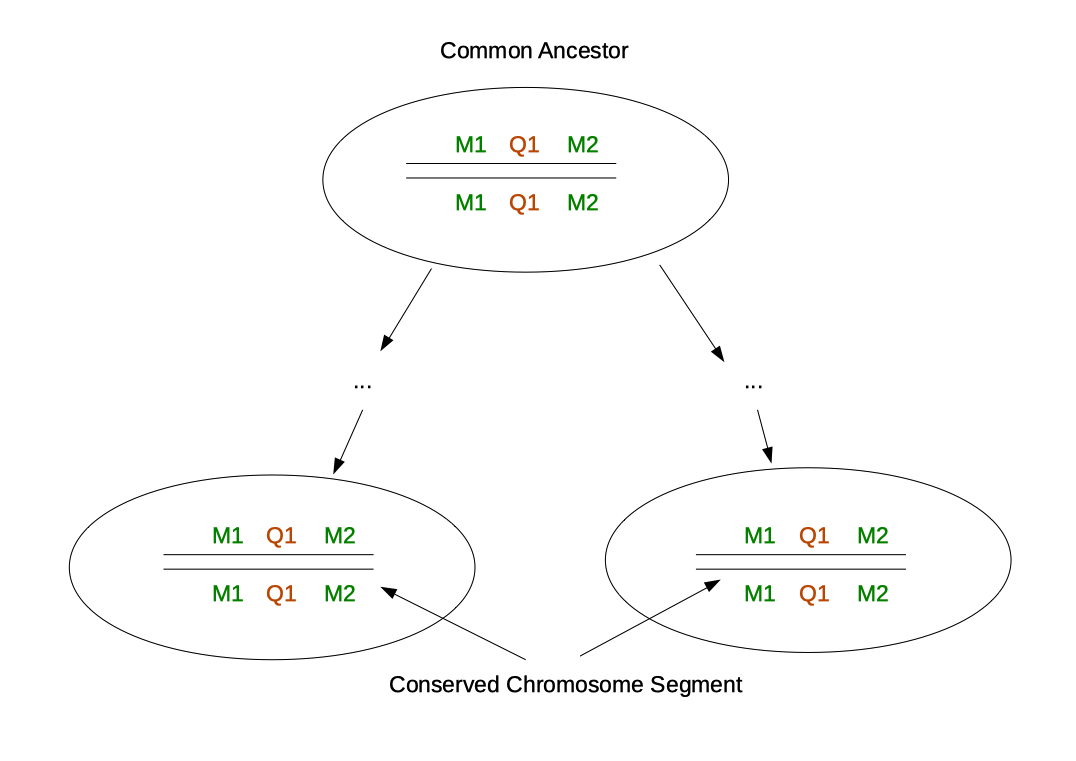 Common Ancestor
M1 Q1 M2
M1 Q1 M2
... ...
M1 Q1 M2
M1 Q1 M2
M1 Q1 M2
M1 Q1 M2
Conserved Chromosome Segment